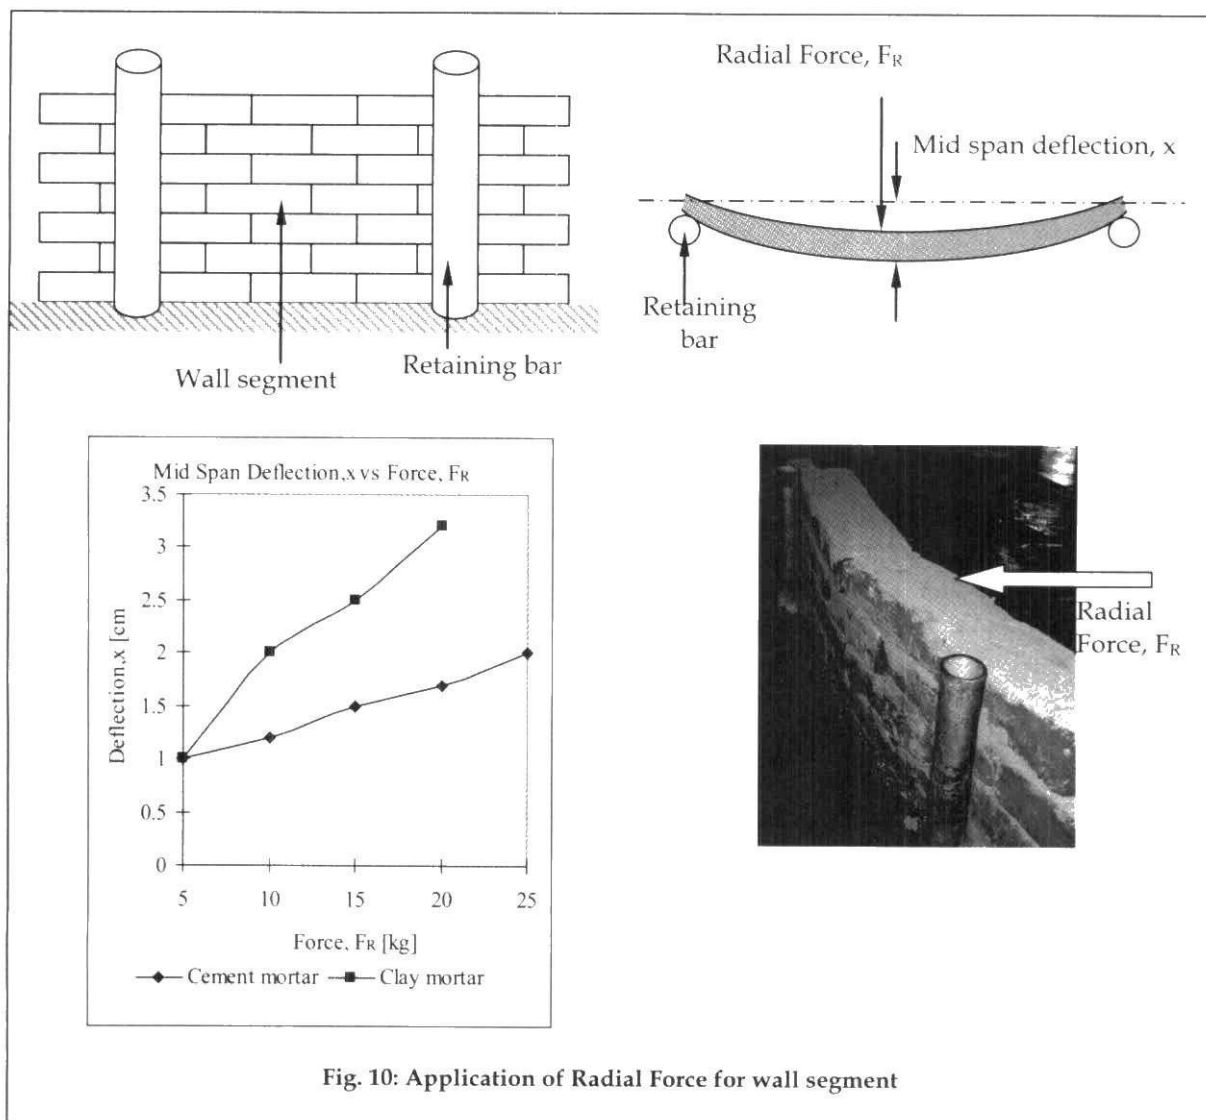 Radial Force, FR
Mid span deflection, x
Retaining
bar
Wall segment
Retaining bar
Mid Span Deflection,x vs Force, FR
3.5
3
2.5
2
1.5
1
0.5
0
Deflection,x [cm
5 10 15 20 25
Force, FR [kg]
Cement mortar Clay mortar
Radial
Force, FR
Fig. 10: Application of Radial Force for wall segment